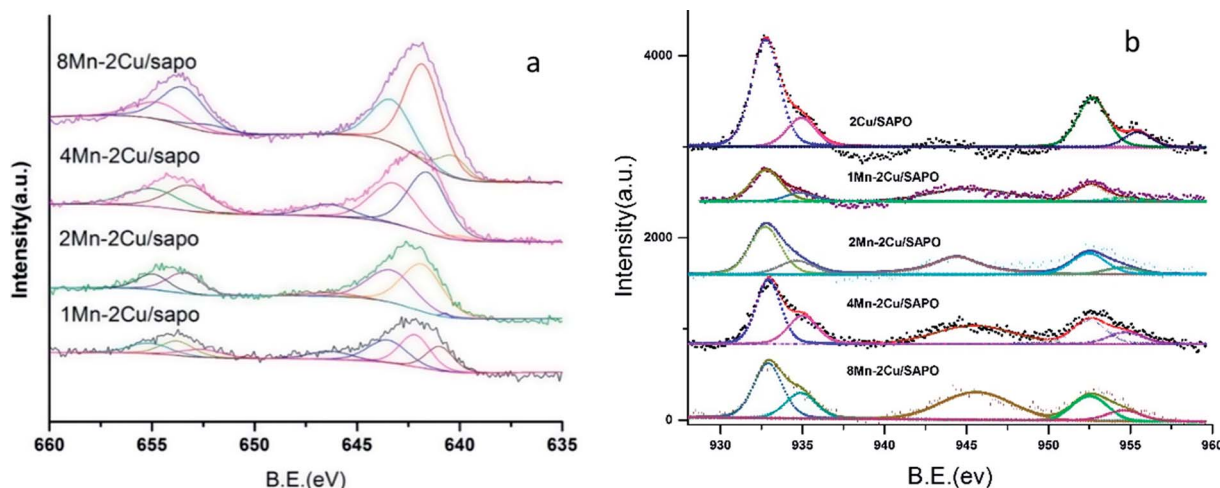 a
8Mn-2Cu/sapo
4Mn-2Cu/sapo
2Mn-2Cu/sapo
1Mn-2Cu/sapo
Intensity(a.u.)
660 655 650 645 640 635
B.E.(eV)
b
4000
2000
0
Intensity(a.u.)
2Cu/SAPO
1Mn-2Cu/SAPO
2Mn-2Cu/SAPO
4Mn-2Cu/SAPO
8Mn-2Cu/SAPO
930 935 940 945 950 955 960
B.E.(ev)